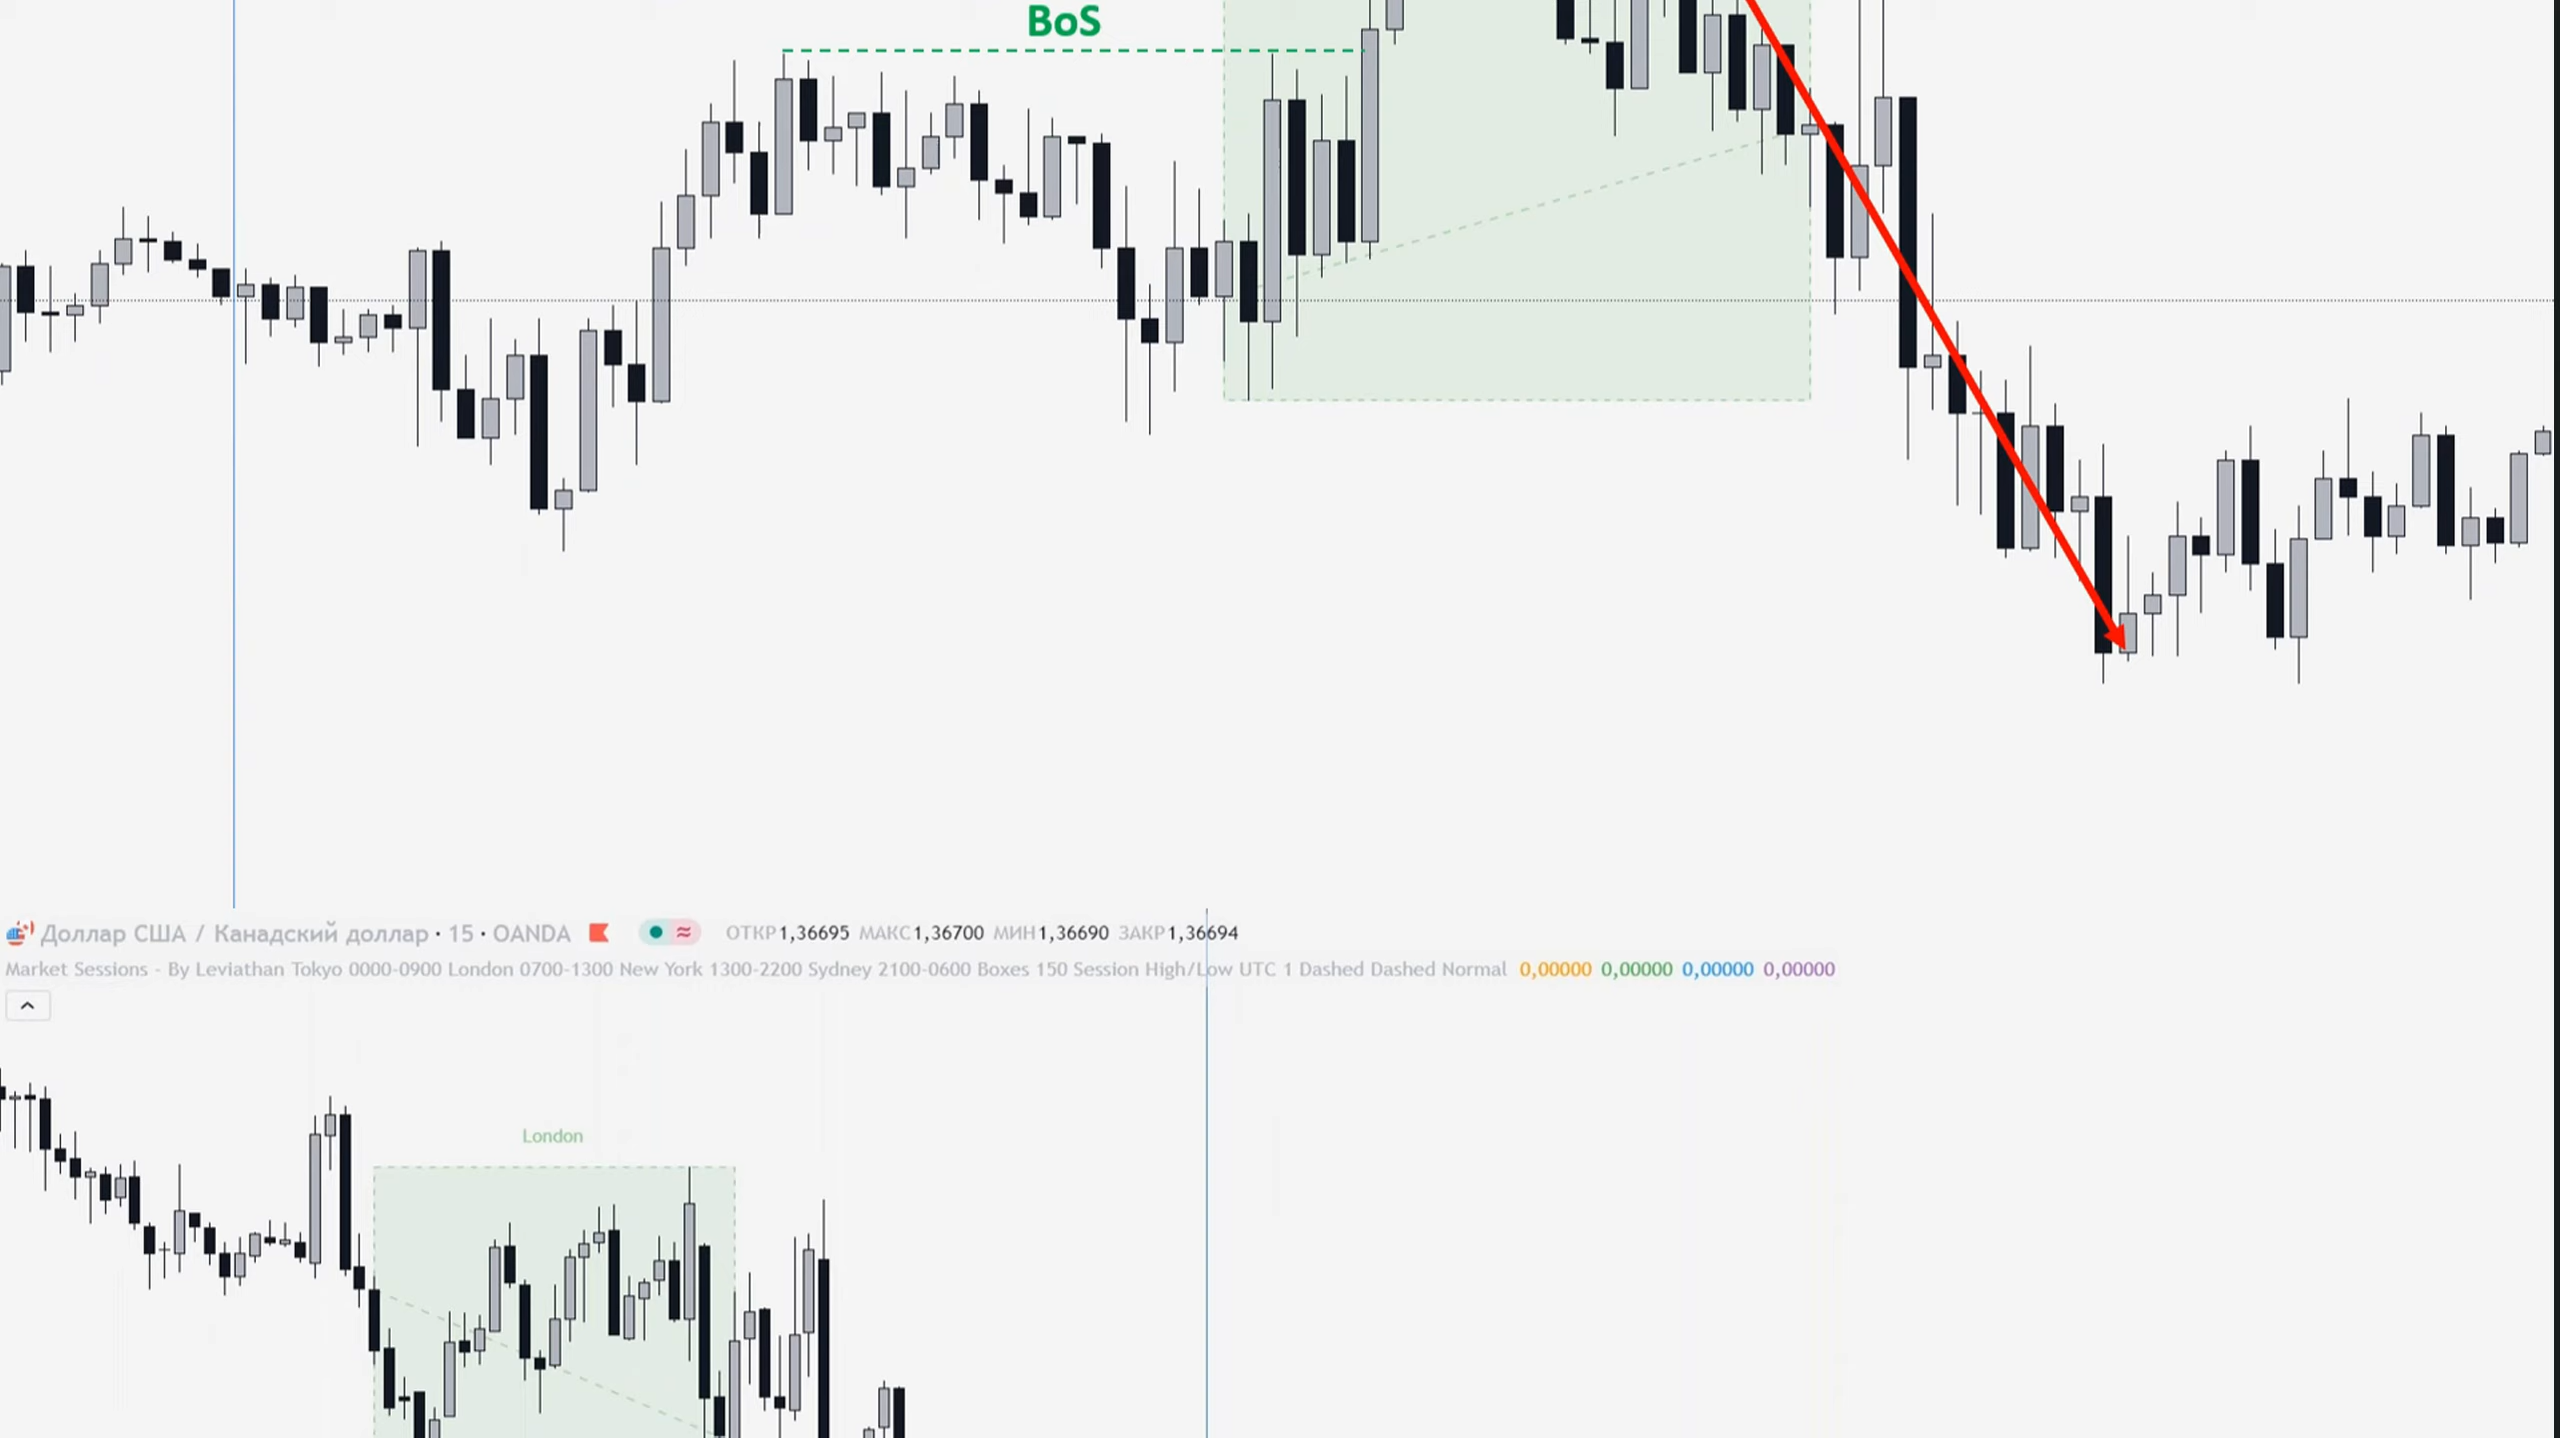 BoS
Доллар США / Канадский доллар · 15 · OANDA ≈ ОТКР1,36695 МАКС1,36700 МИН1,36690 ЗАКР1,36694
Market Sessions - By Leviathan Tokyo 0000-0900 London 0700-1300 New York 1300-2200 Sydney 2100-0600 Boxes 150 Session High/Low UTC 1 Dashed Dashed Normal 0,00000 0,00000 0,00000 0,00000
London